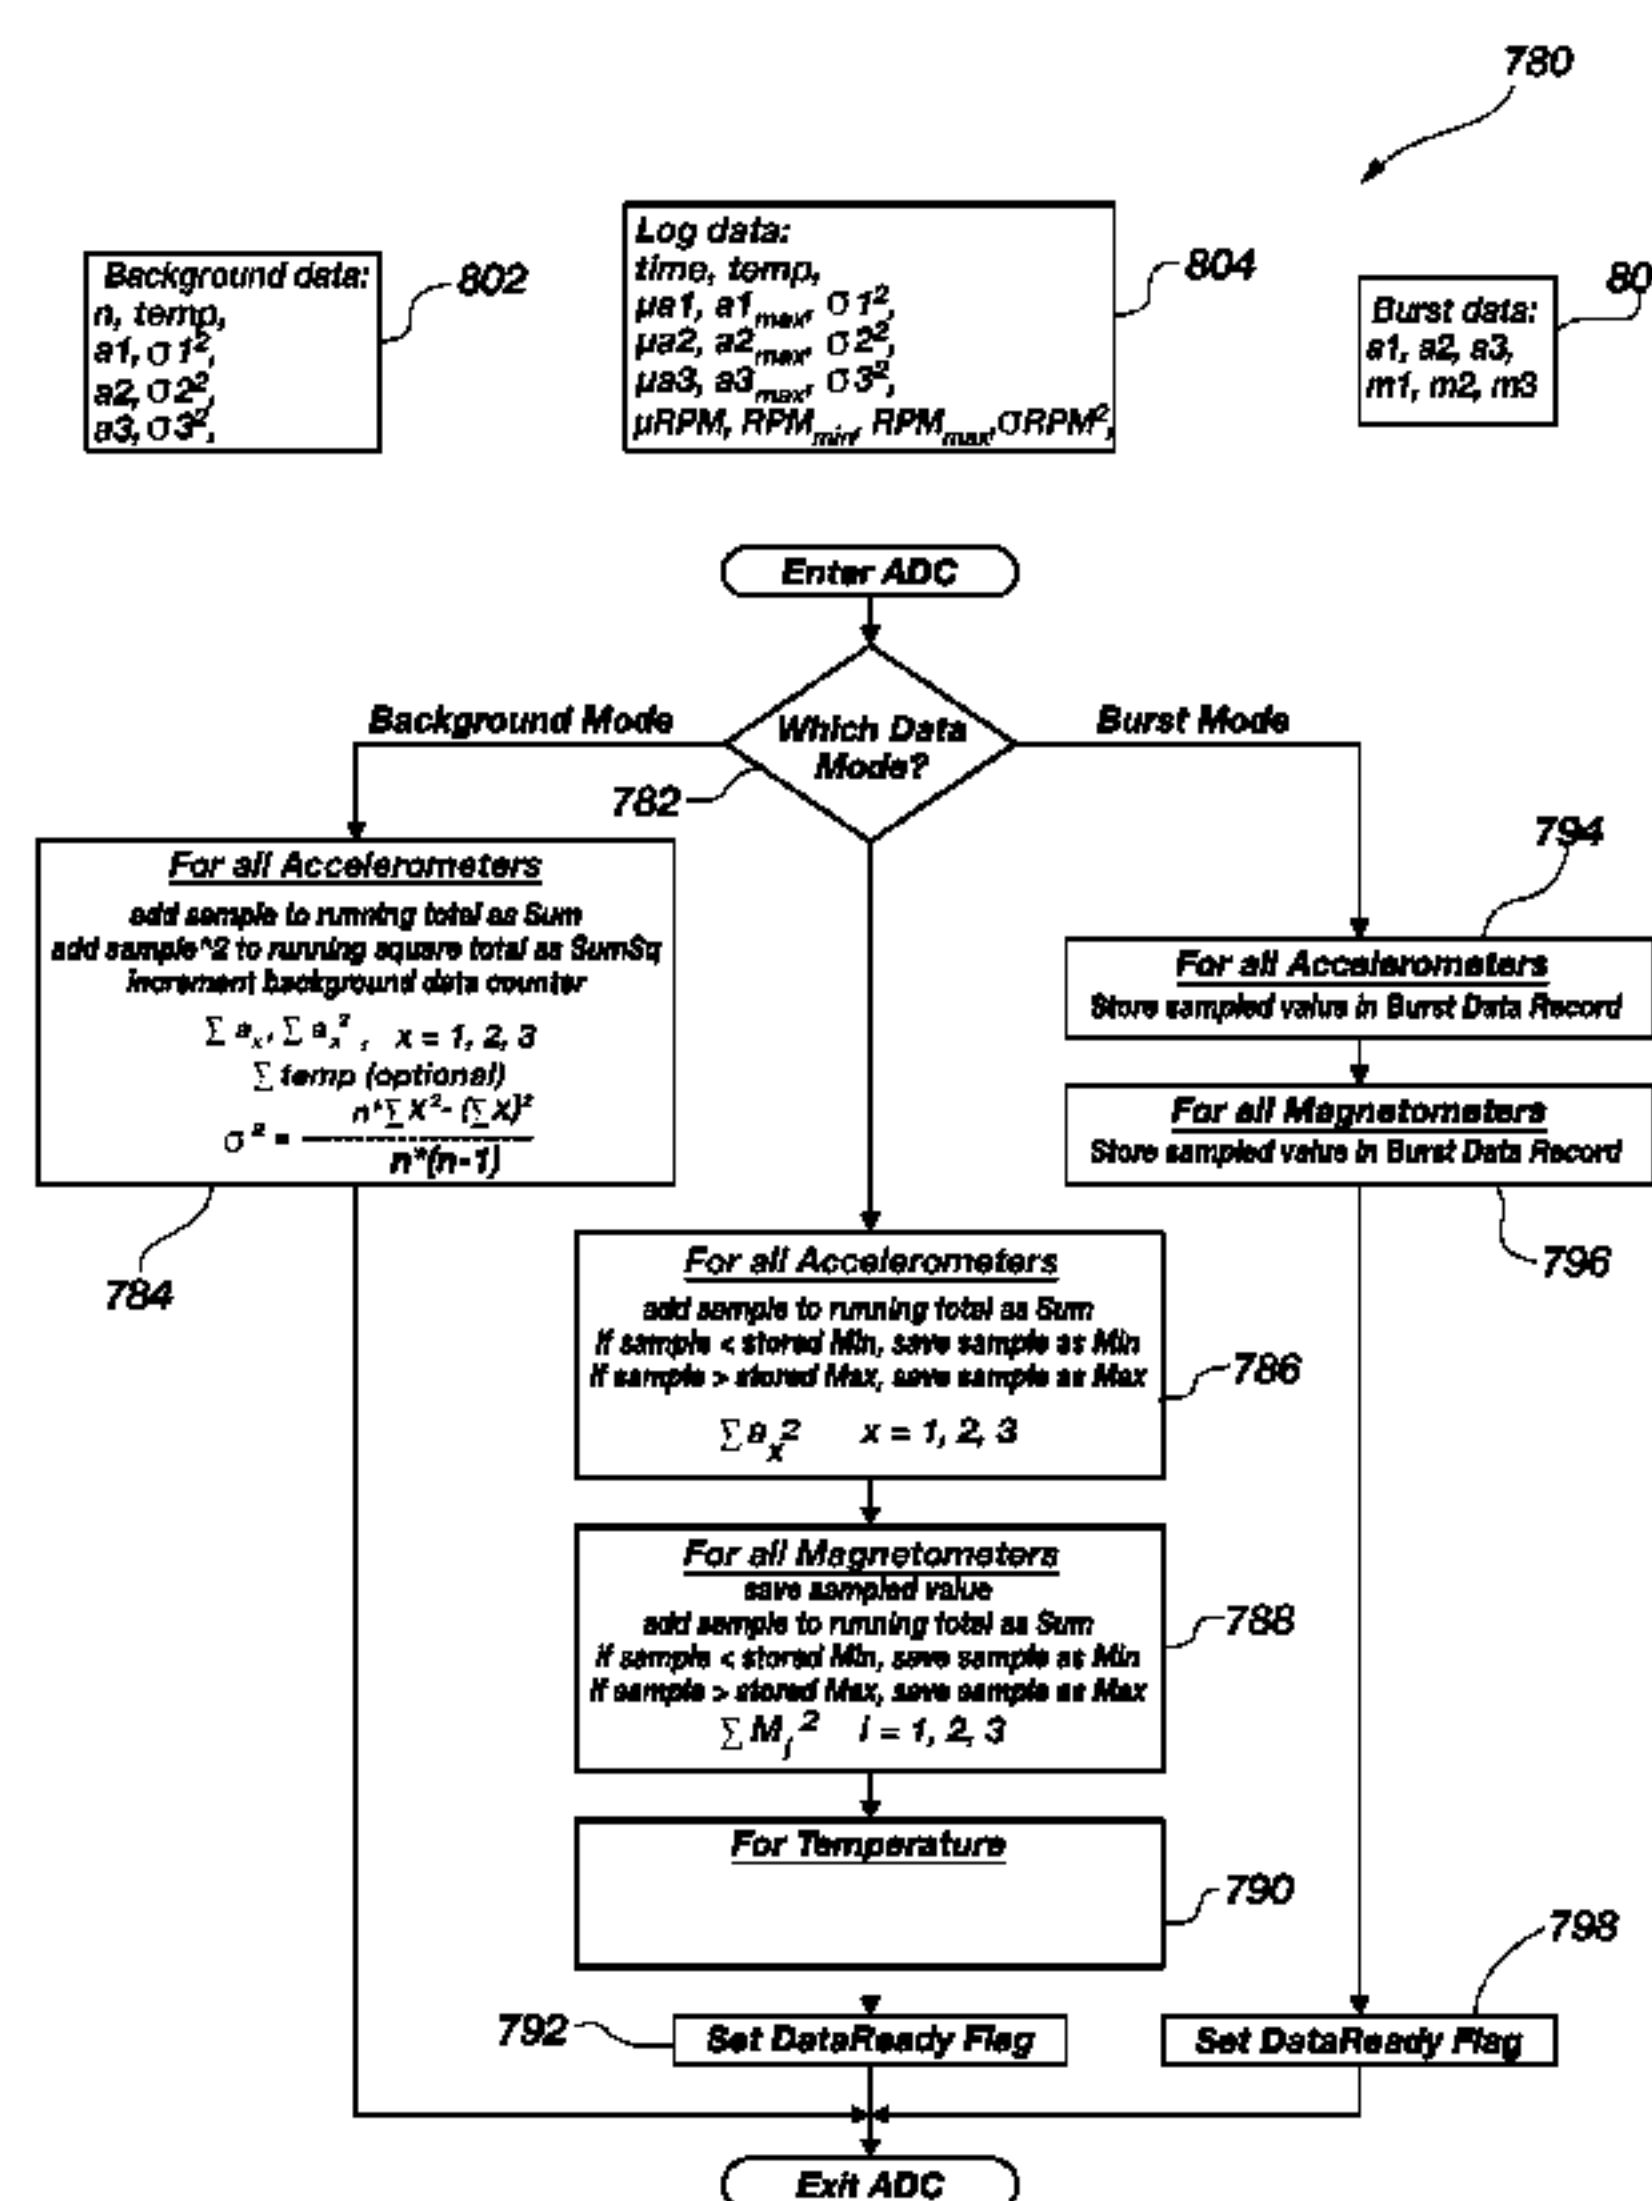 780
Background data:
n, temp,
a1, σ1²,
a2, σ2²,
a3, σ3²,
802
Log data:
time, temp,
μa1, a1max, σ1²,
μa2, a2max, σ2²,
μa3, a3max, σ3²,
μRPM, RPMmin, RPMmax, σRPM²,
804
Burst data:
a1, a2, a3,
m1, m2, m3
80
Enter ADC
Which Data
Mode?
782
Background Mode
Burst Mode
For all Accelerometers
add sample to running total as Sum
add sample^2 to running square total as SumSq
increment background data counter
∑ aₓ, ∑ aₓ², x = 1, 2, 3
∑ temp (optional)
σ² = n*∑X²- (∑X)²
n*(n-1)
784
794
For all Accelerometers
Store sampled value in Burst Data Record
For all Magnetometers
Store sampled value in Burst Data Record
796
For all Accelerometers
add sample to running total as Sum
if sample < stored Min, save sample as Min
if sample > stored Max, save sample as Max
∑aₓ2 x = 1, 2, 3
786
For all Magnetometers
save sampled value
add sample to running total as Sum
if sample < stored Min, save sample as Min
if sample > stored Max, save sample as Max
∑Mᵢ² i = 1, 2, 3
788
For Temperature
790
792
Set DataReady Flag
798
Set DataReady Flag
Exit ADC